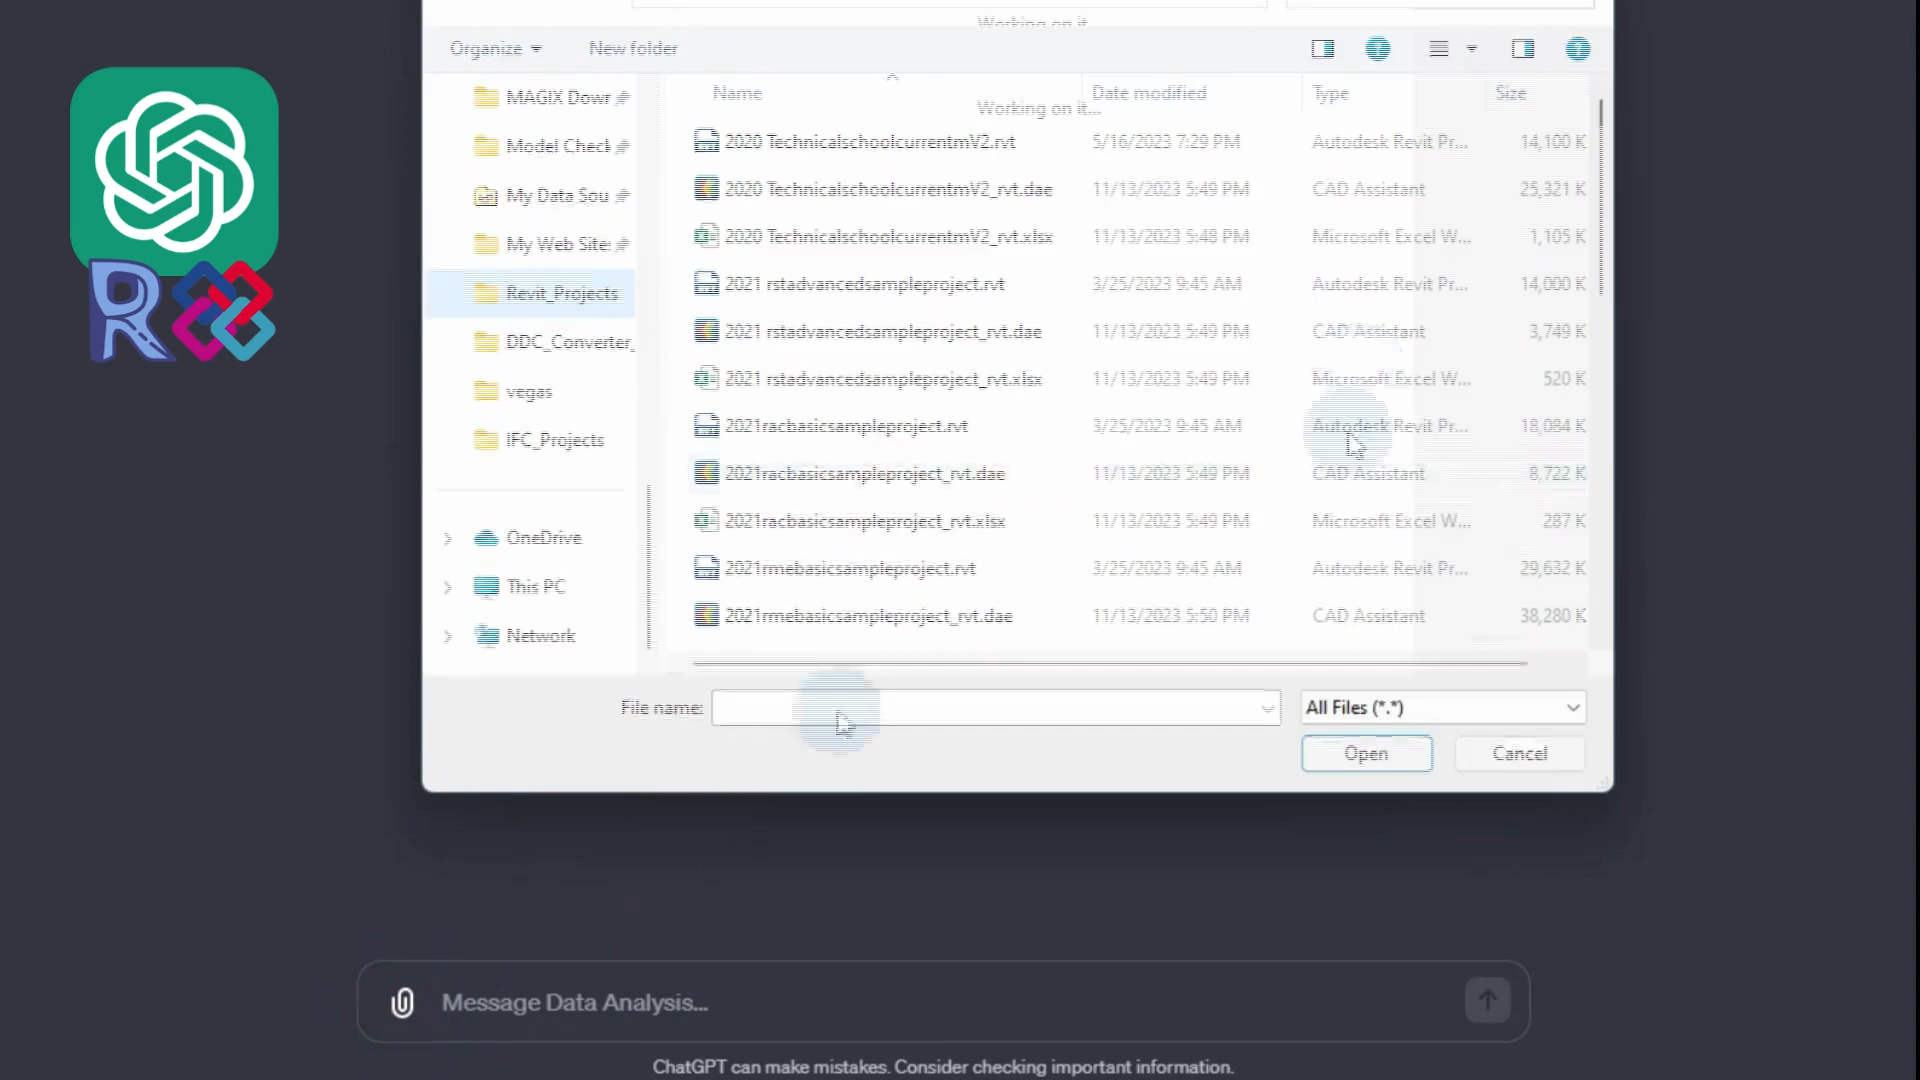 Working on it
Organize New folder
Name Date modified Type Size
Working on it...
MAGIX Dowr
Model Check
My Data Sou
My Web Site:
Revit_Projects
DDC_Converter_
vegas
IFC_Projects
OneDrive
This PC
Network
2020 TechnicalschoolcurrentmV2.rvt 5/16/2023 7:29 PM Autodesk Revit Pr... 14,100 K
2020 TechnicalschoolcurrentmV2_rvt.dae 11/13/2023 5:49 PM CAD Assistant 25,321 K
2020 TechnicalschoolcurrentmV2_rvt.xlsx 11/13/2023 5:48 PM Microsoft Excel W... 1,105 K
2021 rstadvancedsampleproject.rvt 3/25/2023 9:45 AM Autodesk Revit Pr... 14,000 K
2021 rstadvancedsampleproject_rvt.dae 11/13/2023 5:49 PM CAD Assistant 3,749 K
2021 rstadvancedsampleproject_rvt.xlsx 11/13/2023 5:49 PM Microsoft Excel W... 520 K
2021racbasicsampleproject.rvt 3/25/2023 9:45 AM Autodesk Revit Pr... 18,084 K
2021racbasicsampleproject_rvt.dae 11/13/2023 5:49 PM CAD Assistant 8,722 K
2021racbasicsampleproject_rvt.xlsx 11/13/2023 5:49 PM Microsoft Excel W... 287 K
2021rmebasicsampleproject.rvt 3/25/2023 9:45 AM Autodesk Revit Pr... 29,632 K
2021rmebasicsampleproject_rvt.dae 11/13/2023 5:50 PM CAD Assistant 38,280 K
File name: All Files (*.*)
Open Cancel
R
Message Data Analysis...
ChatGPT can make mistakes. Consider checking important information.